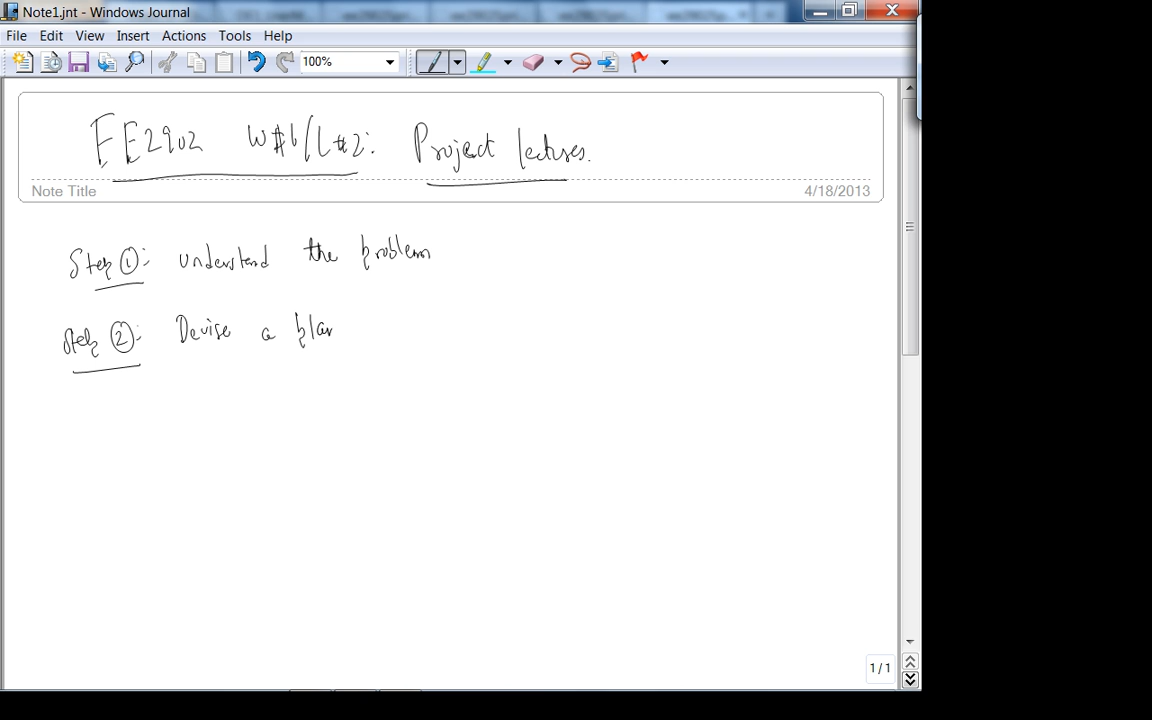 Note1.jnt - Windows Journal
File Edit View Insert Actions Tools Help
100%
EE2902 W#6/L#2: Project lectures.
Note Title
4/18/2013
Step 1: understand the problem
Step 2: Devise a plan
1 / 1